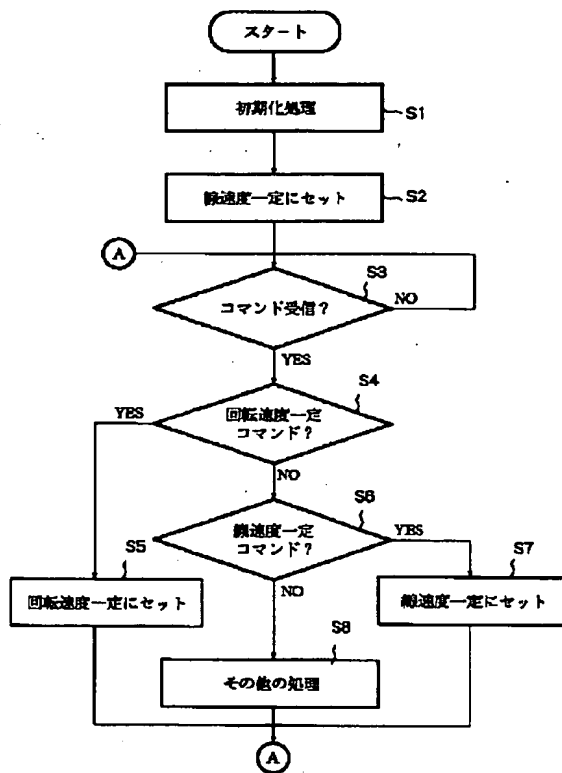 スタート
初期化処理
S1
線速度一定にセット
S2
A
S3
コマンド受信?
NO
YES
S4
YES
回転速度一定
コマンド?
NO
S6
線速度一定
コマンド?
YES
S5
S7
回転速度一定にセット
NO
線速度一定にセット
S8
その他の処理
A